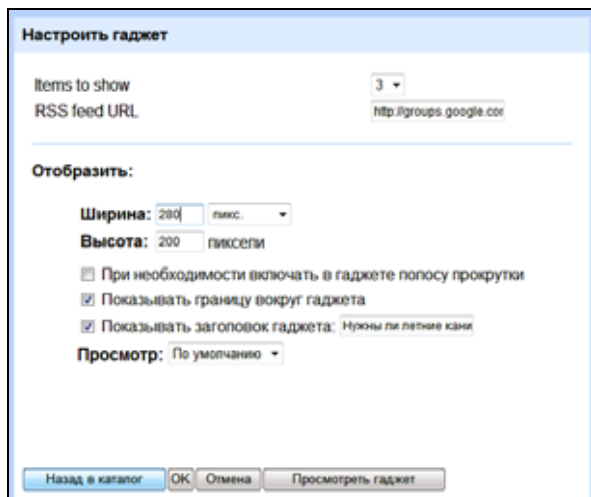 Настроить гаджет
Items to show 3
RSS feed URL http://groups.google.cor
Отобразить:
Ширина: 280 пикс.
Высота: 200 пиксели
При необходимости включать в гаджете полосу прокрутки
Показывать границу вокруг гаджета
Показывать заголовок гаджета: Нужны ли летние кани
Просмотр: По умолчанию
Назад в каталог OK Отмена Просмотреть гаджет